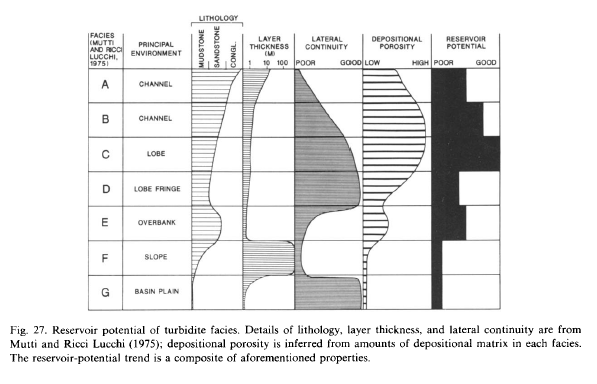 LITHOLOGY
FACIES (MUTTI AND RICCI LUCCHI, 1975)
PRINCIPAL ENVIRONMENT
MUDSTONE
SANDSTONE
CONGL.
LAYER THICKNESS (M)
1 10 100
LATERAL CONTINUITY
POOR GOOD
DEPOSITIONAL POROSITY
LOW HIGH
RESERVOIR POTENTIAL
POOR GOOD
A CHANNEL
B CHANNEL
C LOBE
D LOBE FRINGE
E OVERBANK
F SLOPE
G BASIN PLAIN
Fig. 27. Reservoir potential of turbidite facies. Details of lithology, layer thickness, and lateral continuity are from
Mutti and Ricci Lucchi (1975); depositional porosity is inferred from amounts of depositional matrix in each facies.
The reservoir-potential trend is a composite of aforementioned properties.